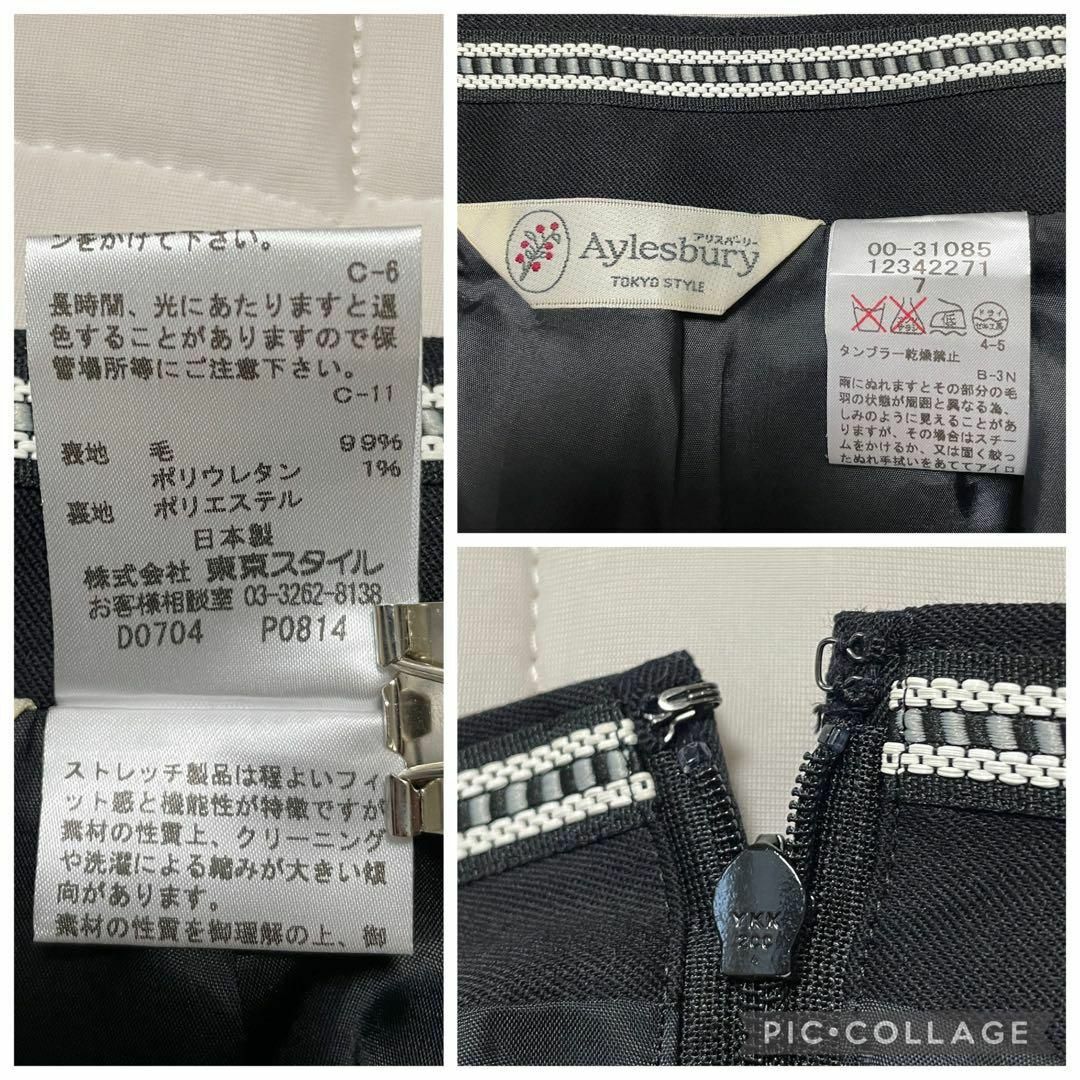 ンをかけて下さい。
C-6
長時間、光にあたりますと退
色することがありますので保
管場所等にご注意下さい。
C-11
表地 毛 99%
ポリウレタン 1%
裏地 ポリエステル
日本製
株式会社 東京スタイル
お客様相談室 03-3262-8138
D0704 P0814
ストレッチ製品は程よいフィ
ット感と機能性が特徴ですが
素材の性質上、クリーニング
や洗濯による縮みが大きい傾
向があります。
素材の性質を御理解の上、御
アリスバーリー
Aylesbury
TOKYO STYLE
00-31085
12342271
7
低
ドライ
セキユ系
4-5
タンブラー乾燥禁止
B-3N
雨にぬれますとその部分の毛
羽の状態が周囲と異なる為、
しみのように見えることがあ
りますが、その場合はスチー
ムをかけるか、又は固く絞っ
たぬれ手拭いをあててアイロ
YKK
200
PIC•COLLAGE